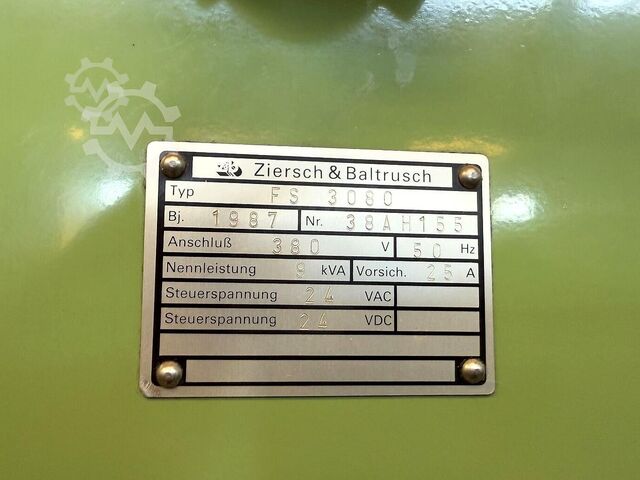 Ziersch & Baltrusch
Typ FS 3080
Bj. 1987 Nr. 38AH155
Anschluß 380 V 50 Hz
Nennleistung 9 kVA Vorsich. 25 A
Steuerspannung 24 VAC
Steuerspannung 24 VDC